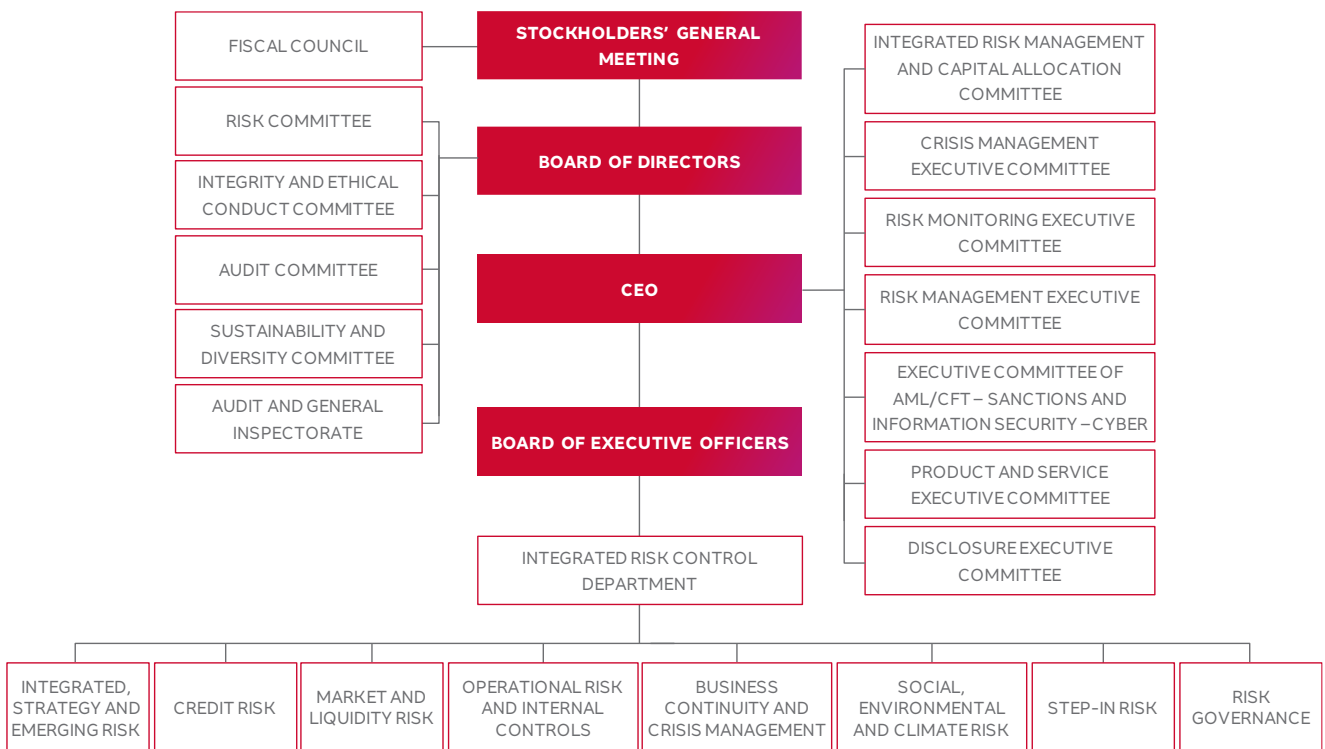 FISCAL COUNCIL
STOCKHOLDERS' GENERAL
MEETING
RISK COMMITTEE
INTEGRITY AND ETHICAL
CONDUCT COMMITTEE
AUDIT COMMITTEE
SUSTAINABILITY AND
DIVERSITY COMMITTEE
AUDIT AND GENERAL
INSPECTORATE
BOARD OF DIRECTORS
CEO
BOARD OF EXECUTIVE OFFICERS
INTEGRATED RISK MANAGEMENT
AND CAPITAL ALLOCATION
COMMITTEE
CRISIS MANAGEMENT
EXECUTIVE COMMITTEE
RISK MONITORING EXECUTIVE
COMMITTEE
RISK MANAGEMENT EXECUTIVE
COMMITTEE
EXECUTIVE COMMITTEE OF
AML/CFT – SANCTIONS AND
INFORMATION SECURITY – CYBER
PRODUCT AND SERVICE
EXECUTIVE COMMITTEE
DISCLOSURE EXECUTIVE
COMMITTEE
INTEGRATED RISK CONTROL
DEPARTMENT
INTEGRATED,
STRATEGY AND
EMERGING RISK
CREDIT RISK
MARKET AND
LIQUIDITY RISK
OPERATIONAL RISK
AND INTERNAL
CONTROLS
BUSINESS
CONTINUITY AND
CRISIS MANAGEMENT
SOCIAL,
ENVIRONMENTAL
AND CLIMATE RISK
STEP-IN RISK
RISK
GOVERNANCE